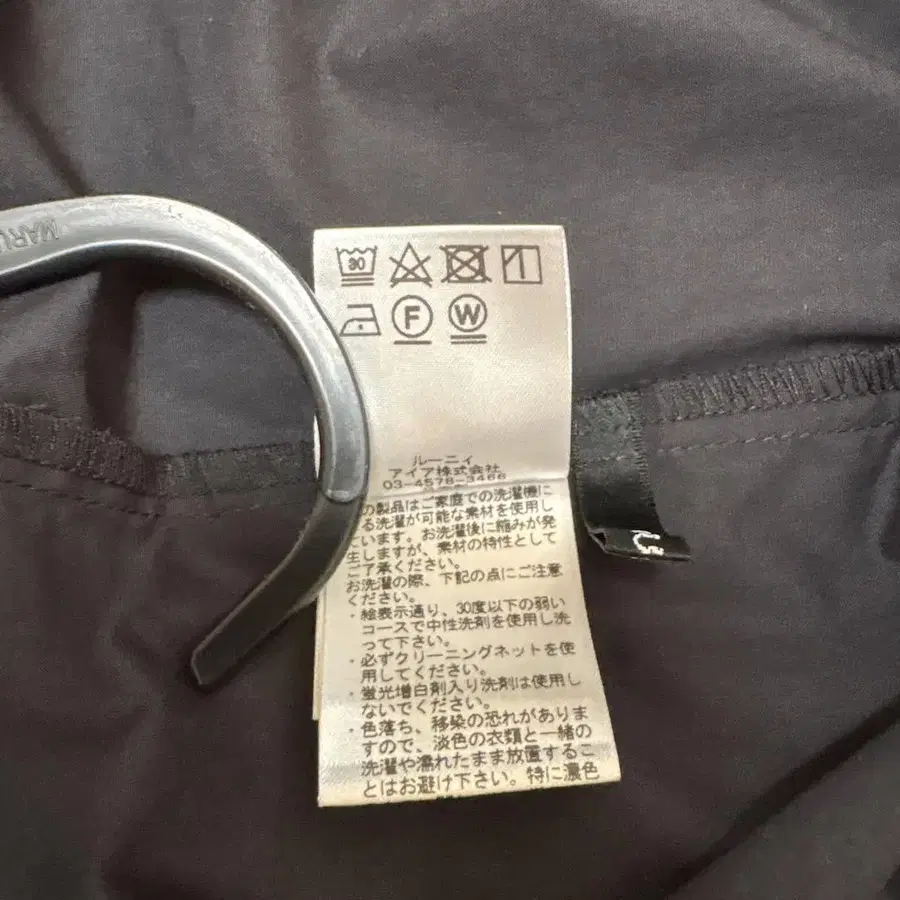 MARU
30
F
W
ルーニィ
アイア株式会社
03-4578-3466
の製品はご家庭での洗濯機に
る洗濯が可能な素材を使用し
ています。お洗濯後に縮みが発
生しますが、素材の特性として
ご了承ください。
お洗濯の際、下記の点にご注意
ください。
・絵表示通り、30度以下の弱い
コースで中性洗剤を使用し洗
って下さい。
・必ずクリーニングネットを使
用してください。
・蛍光増白剤入り洗剤は使用し
ないでください。
・色落ち、移染の恐れがありま
すので、淡色の衣類と一緒の
洗濯や濡れたまま放置するこ
とはお避け下さい。特に濃色